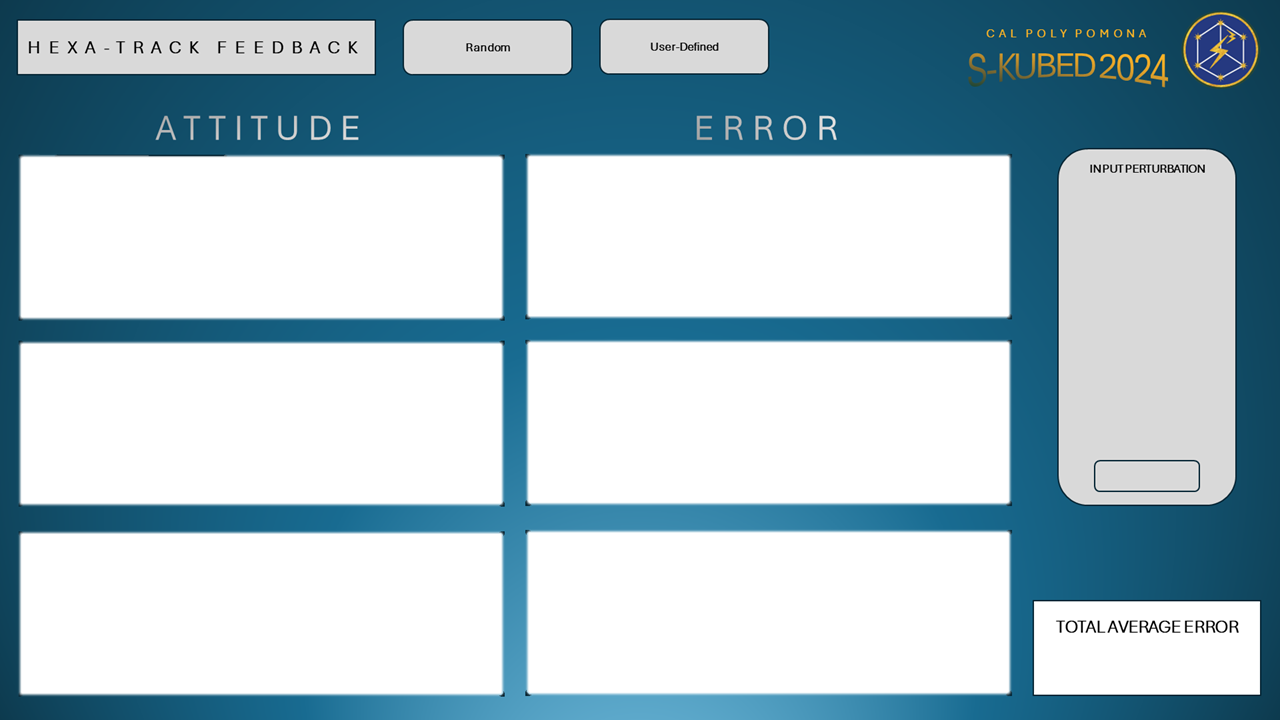 HEXA-TRACK FEEDBACK
Random
User-Defined
CAL POLY POMONA
S-KUBED 2024
ATTITUDE
ERROR
INPUT PERTURBATION
TOTAL AVERAGE ERROR